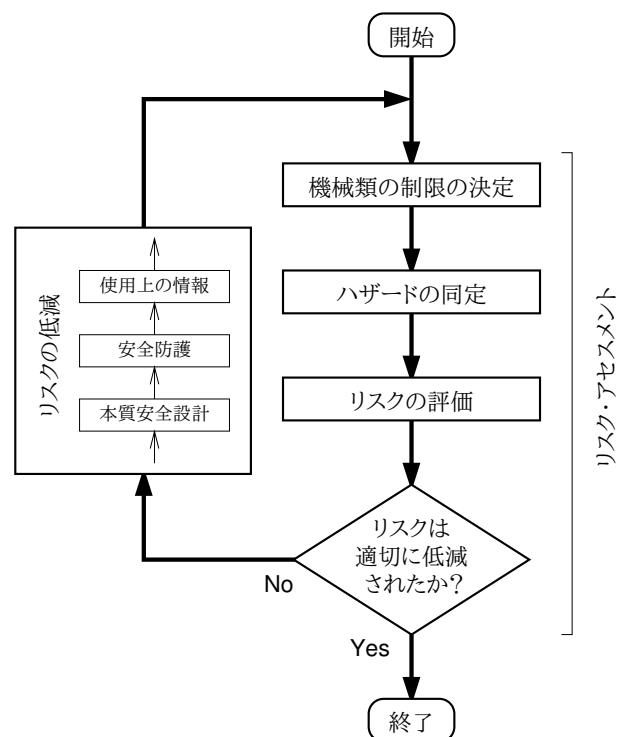 開始
機械類の制限の決定
ハザードの同定
リスクの評価
リスクは
適切に低減
されたか?
No
Yes
終了
リスクの低減
使用上の情報
安全防護
本質安全設計
リスク・アセスメント